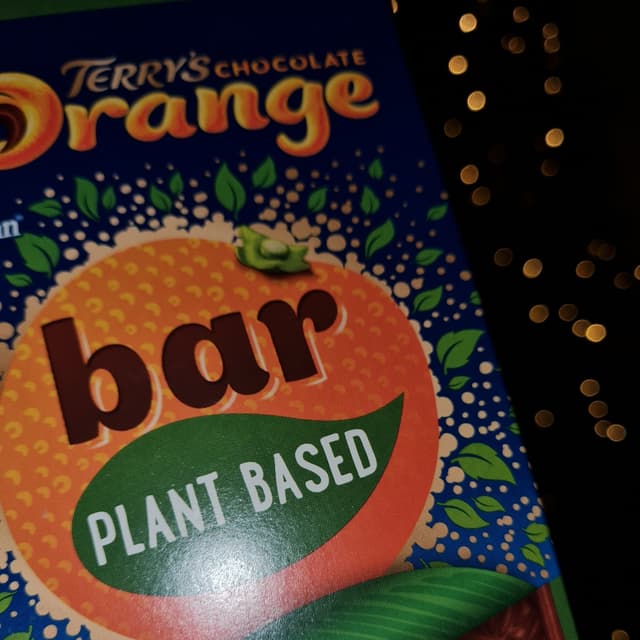 TERRY'S CHOCOLATE
Orange
bar
PLANT BASED